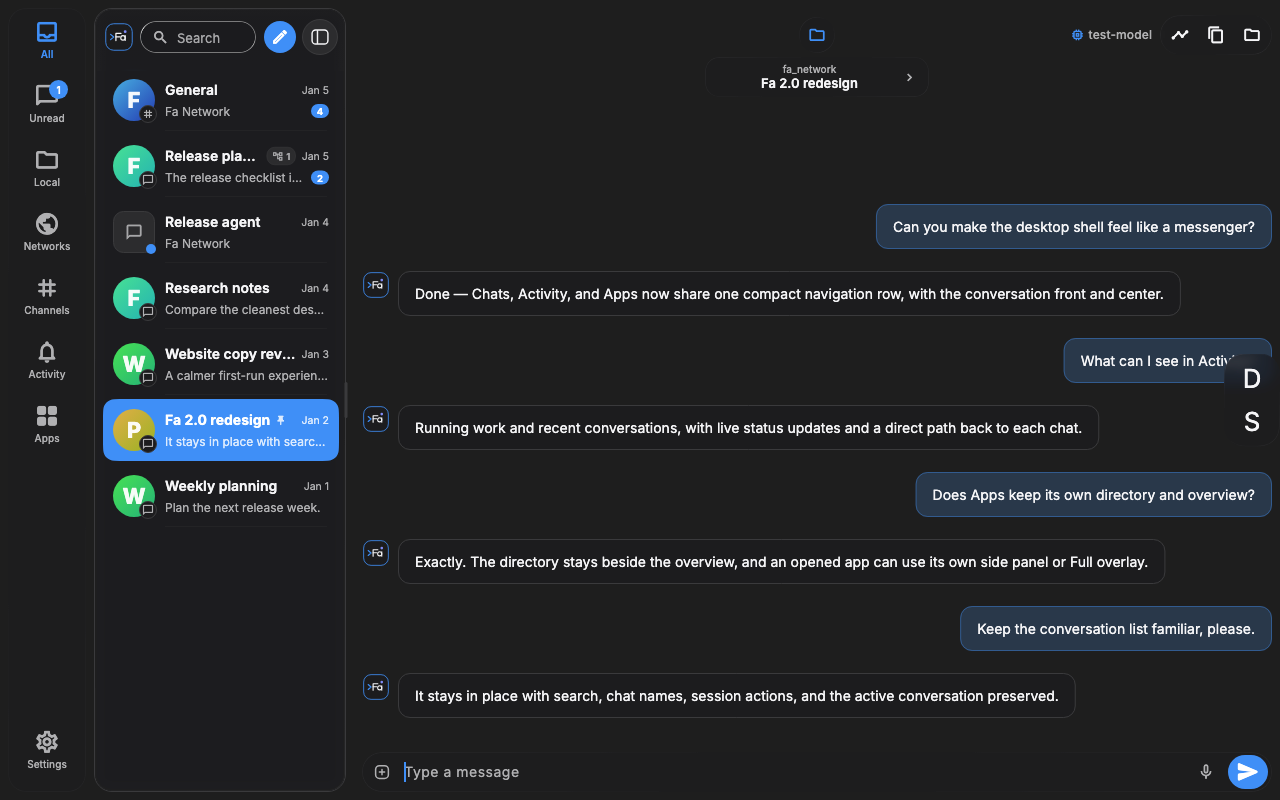 All
1
Unread
Local
Networks
Channels
Activity
Apps
Settings
>Fa
Search
F
General
Jan 5
Fa Network
4
F
Release pla...
1
Jan 5
The release checklist i...
2
Release agent
Jan 4
Fa Network
F
Research notes
Jan 4
Compare the cleanest des...
W
Website copy rev...
Jan 3
A calmer first-run experien...
P
Fa 2.0 redesign
Jan 2
It stays in place with searc...
W
Weekly planning
Jan 1
Plan the next release week.
fa_network
Fa 2.0 redesign
test-model
Can you make the desktop shell feel like a messenger?
>Fa
Done — Chats, Activity, and Apps now share one compact navigation row, with the conversation front and center.
What can I see in
D
S
>Fa
Running work and recent conversations, with live status updates and a direct path back to each chat.
Does Apps keep its own directory and overview?
>Fa
Exactly. The directory stays beside the overview, and an opened app can use its own side panel or Full overlay.
Keep the conversation list familiar, please.
>Fa
It stays in place with search, chat names, session actions, and the active conversation preserved.
Type a message